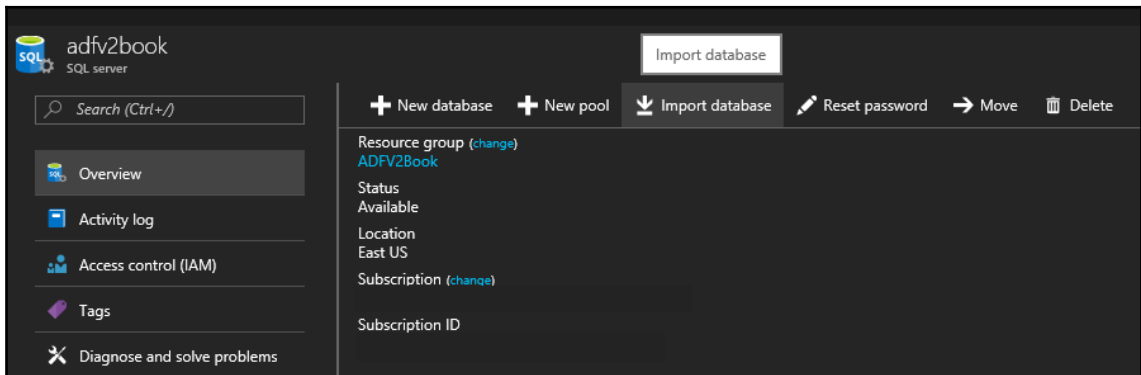 adfv2book
SQL server
Import database
Search (Ctrl+/)
New database New pool Import database Reset password Move Delete
Resource group (change)
ADFV2Book
Overview
Status
Available
Activity log
Location
East US
Access control (IAM)
Subscription (change)
Tags
Subscription ID
Diagnose and solve problems